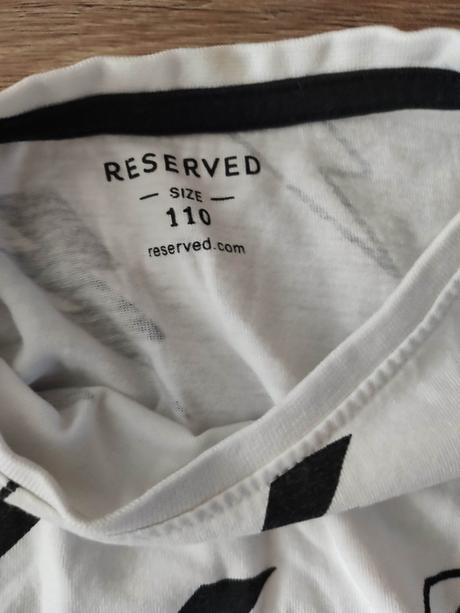 RESERVED
— SIZE —
110
reserved.com